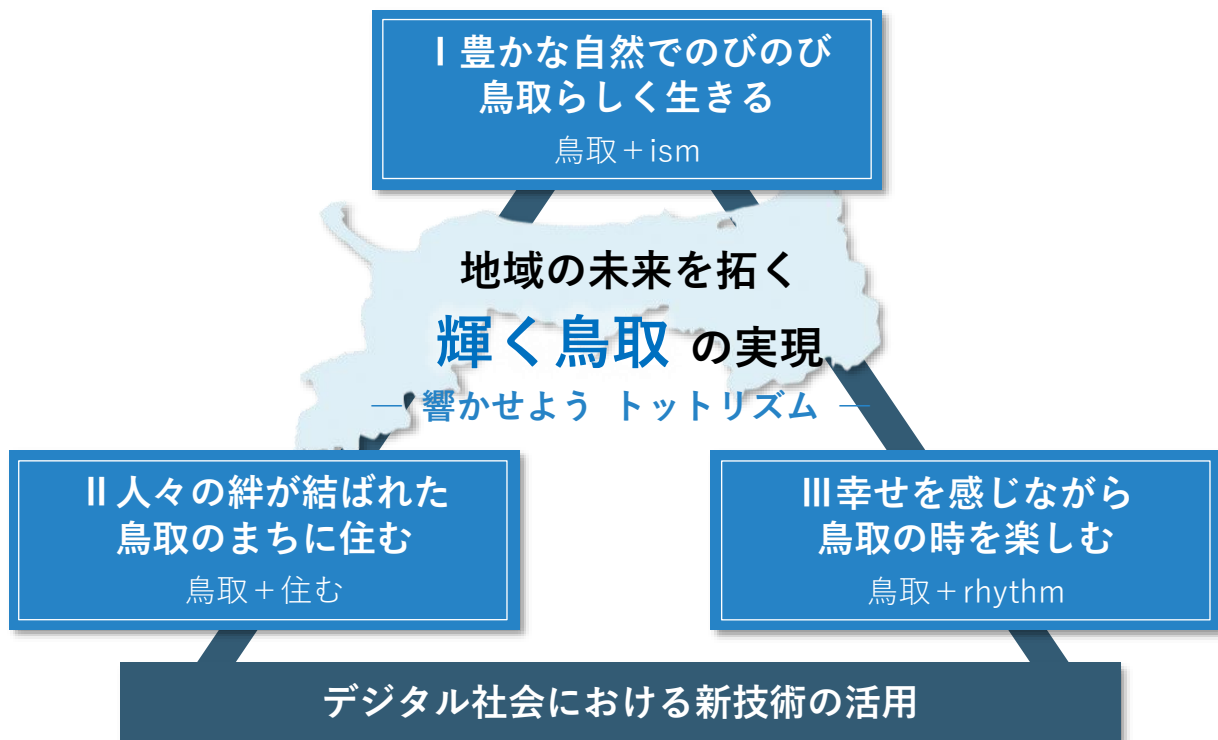 Ⅰ豊かな自然でのびのび
鳥取らしく生きる
鳥取＋ism
地域の未来を拓く
輝く鳥取 の実現
― 響かせよう トットリズム ―
Ⅱ人々の絆が結ばれた
鳥取のまちに住む
鳥取＋住む
Ⅲ幸せを感じながら
鳥取の時を楽しむ
鳥取＋rhythm
デジタル社会における新技術の活用